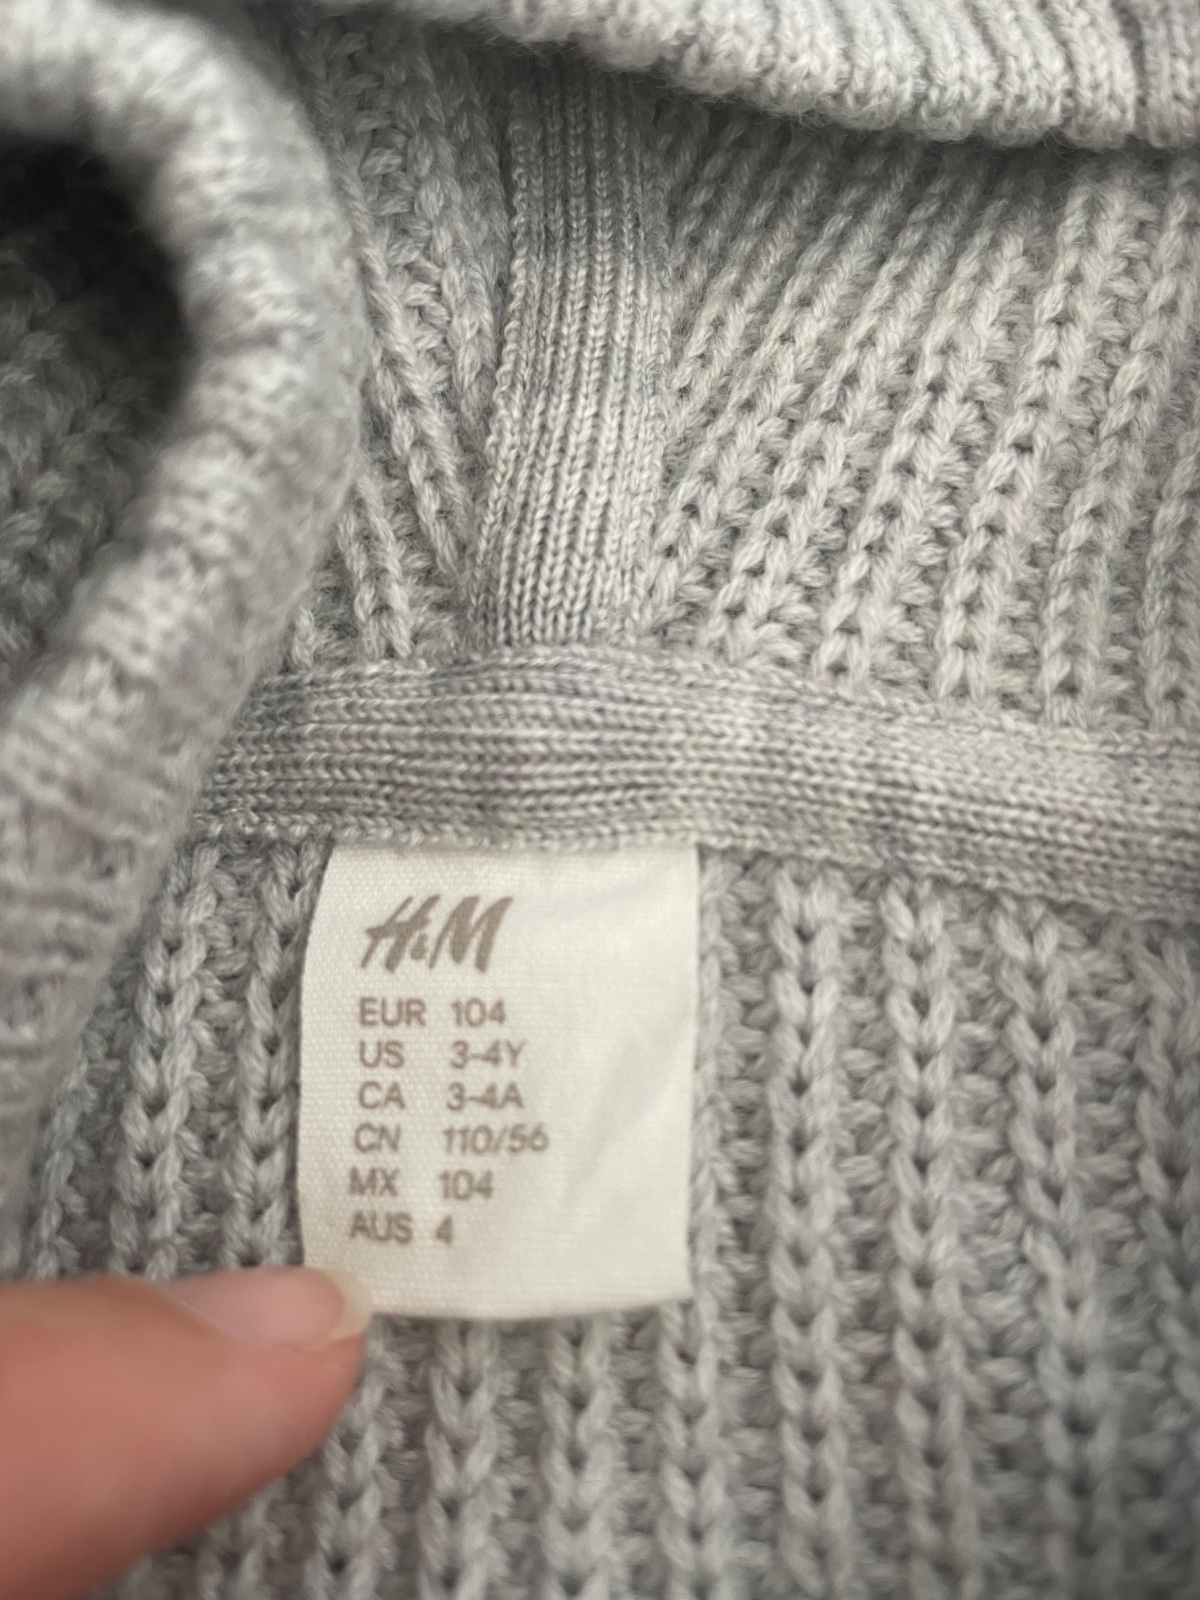 H&M
EUR 104
US 3-4Y
CA 3-4A
CN 110/56
MX 104
AUS 4